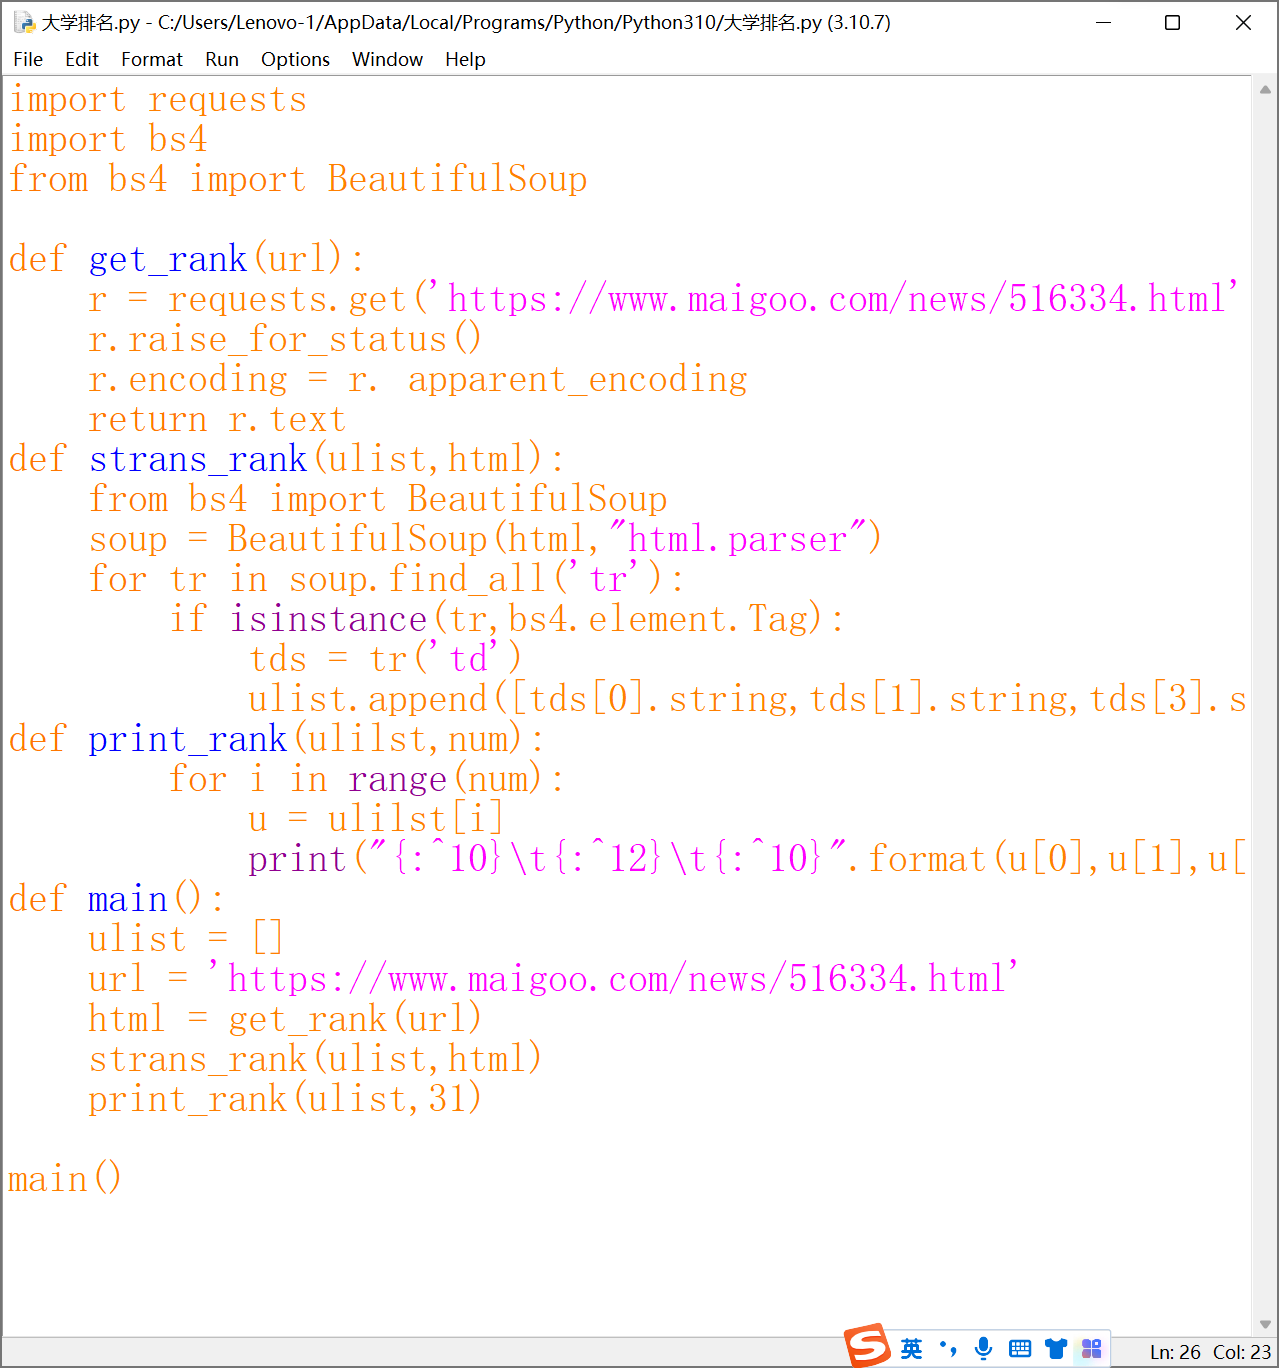 大学排名.py - C:/Users/Lenovo-1/AppData/Local/Programs/Python/Python310/大学排名.py (3.10.7)
File Edit Format Run Options Window Help
import requests
import bs4
from bs4 import BeautifulSoup
def get_rank(url):
    r = requests.get('https://www.maigoo.com/news/516334.html'
    r.raise_for_status()
    r.encoding = r. apparent_encoding
    return r.text
def strans_rank(ulist,html):
    from bs4 import BeautifulSoup
    soup = BeautifulSoup(html,"html.parser")
    for tr in soup.find_all('tr'):
        if isinstance(tr,bs4.element.Tag):
            tds = tr('td')
            ulist.append([tds[0].string,tds[1].string,tds[3].s
def print_rank(ulilst,num):
        for i in range(num):
            u = ulilst[i]
            print("{:^10}\t{:^12}\t{:^10}".format(u[0],u[1],u[
def main():
    ulist = []
    url = 'https://www.maigoo.com/news/516334.html'
    html = get_rank(url)
    strans_rank(ulist,html)
    print_rank(ulist,31)
main()
S 英
Ln: 26 Col: 23